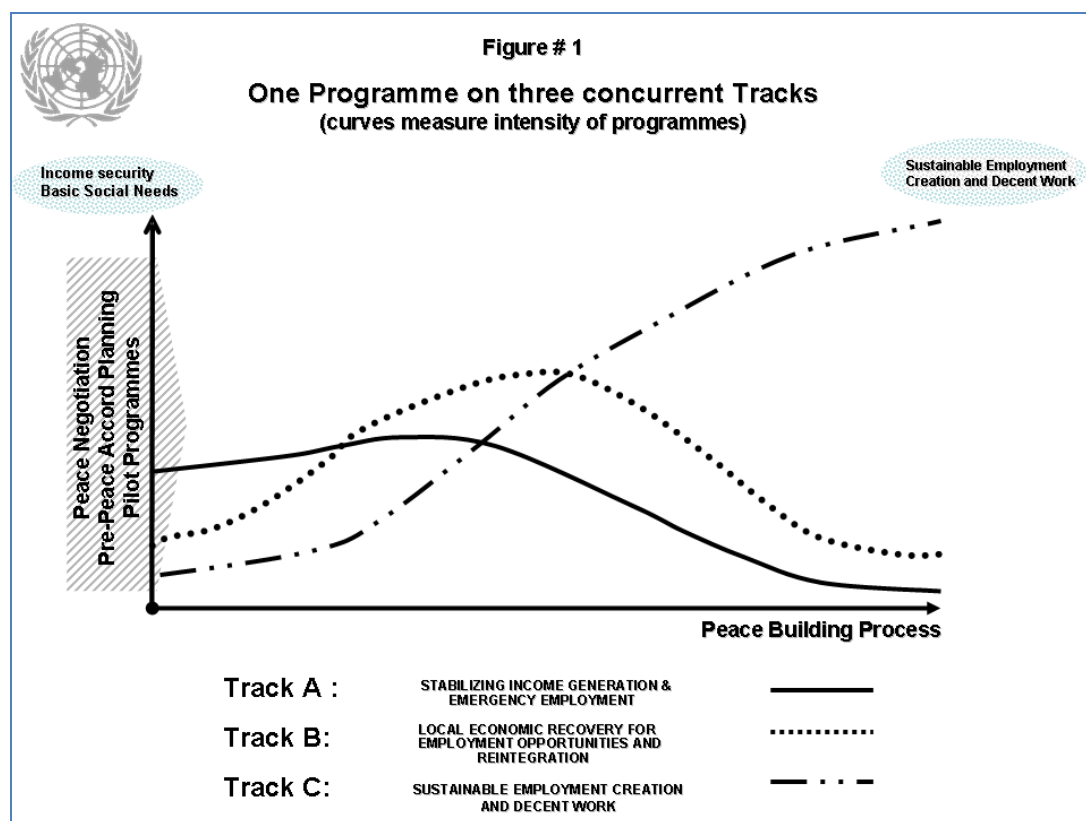 Figure # 1
One Programme on three concurrent Tracks
(curves measure intensity of programmes)
Income security
Basic Social Needs
Sustainable Employment
Creation and Decent Work
Peace Negotiation
Pre-Peace Accord Planning
Pilot Programmes
Peace Building Process
Track A :
STABILIZING INCOME GENERATION &
EMERGENCY EMPLOYMENT
Track B:
LOCAL ECONOMIC RECOVERY FOR
EMPLOYMENT OPPORTUNITIES AND
REINTEGRATION
Track C:
SUSTAINABLE EMPLOYMENT CREATION
AND DECENT WORK